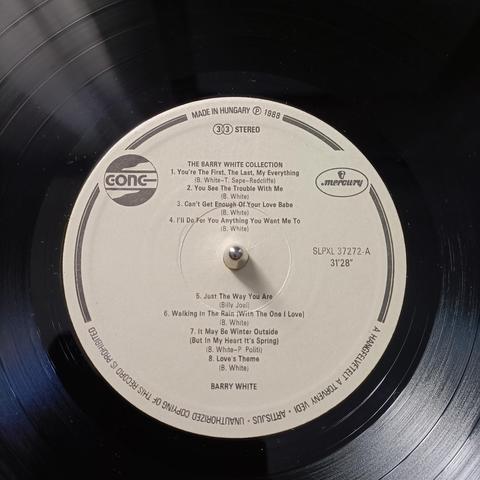 MADE IN HUNGARY Ⓟ 1988
33 STEREO
THE BARRY WHITE COLLECTION
1. You're The First, The Last, My Everything
(B. White-T. Sepe-Radcliffe)
2. You See The Trouble With Me
(B. White)
3. Can't Get Enough Of Your Love Babe
(B. White)
4. I'll Do For You Anything You Want Me To
(B. White)
GONG
mercury
SLPXL 37272-A
31'28"
5. Just The Way You Are
(Billy Joel)
6. Walking In The Rain (With The One I Love)
(B. White)
7. It May Be Winter Outside
(But In My Heart It's Spring)
(B. White-P. Politi)
8. Love's Theme
(B. White)
BARRY WHITE
A HANGFELVÉTELT A TÖRVÉNY VÉDI · ARTISJUS · UNAUTHORIZED COPYING OF THIS RECORD IS PROHIBITED